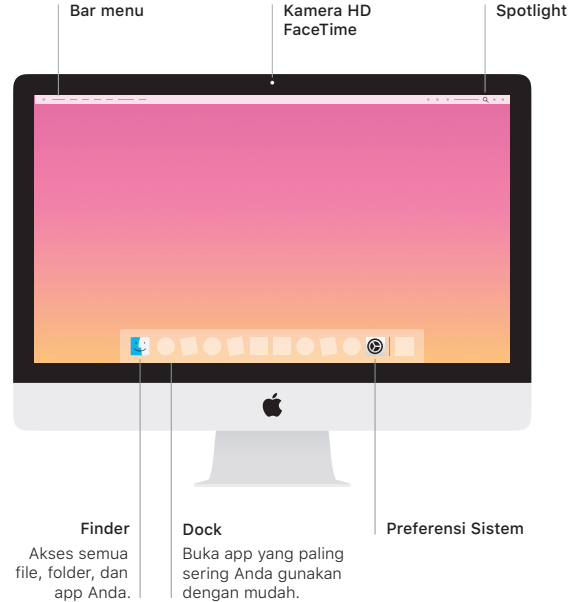 Bar menu
Kamera HD
FaceTime
Spotlight
Finder
Akses semua
file, folder, dan
app Anda.
Dock
Buka app yang paling
sering Anda gunakan
dengan mudah.
Preferensi Sistem